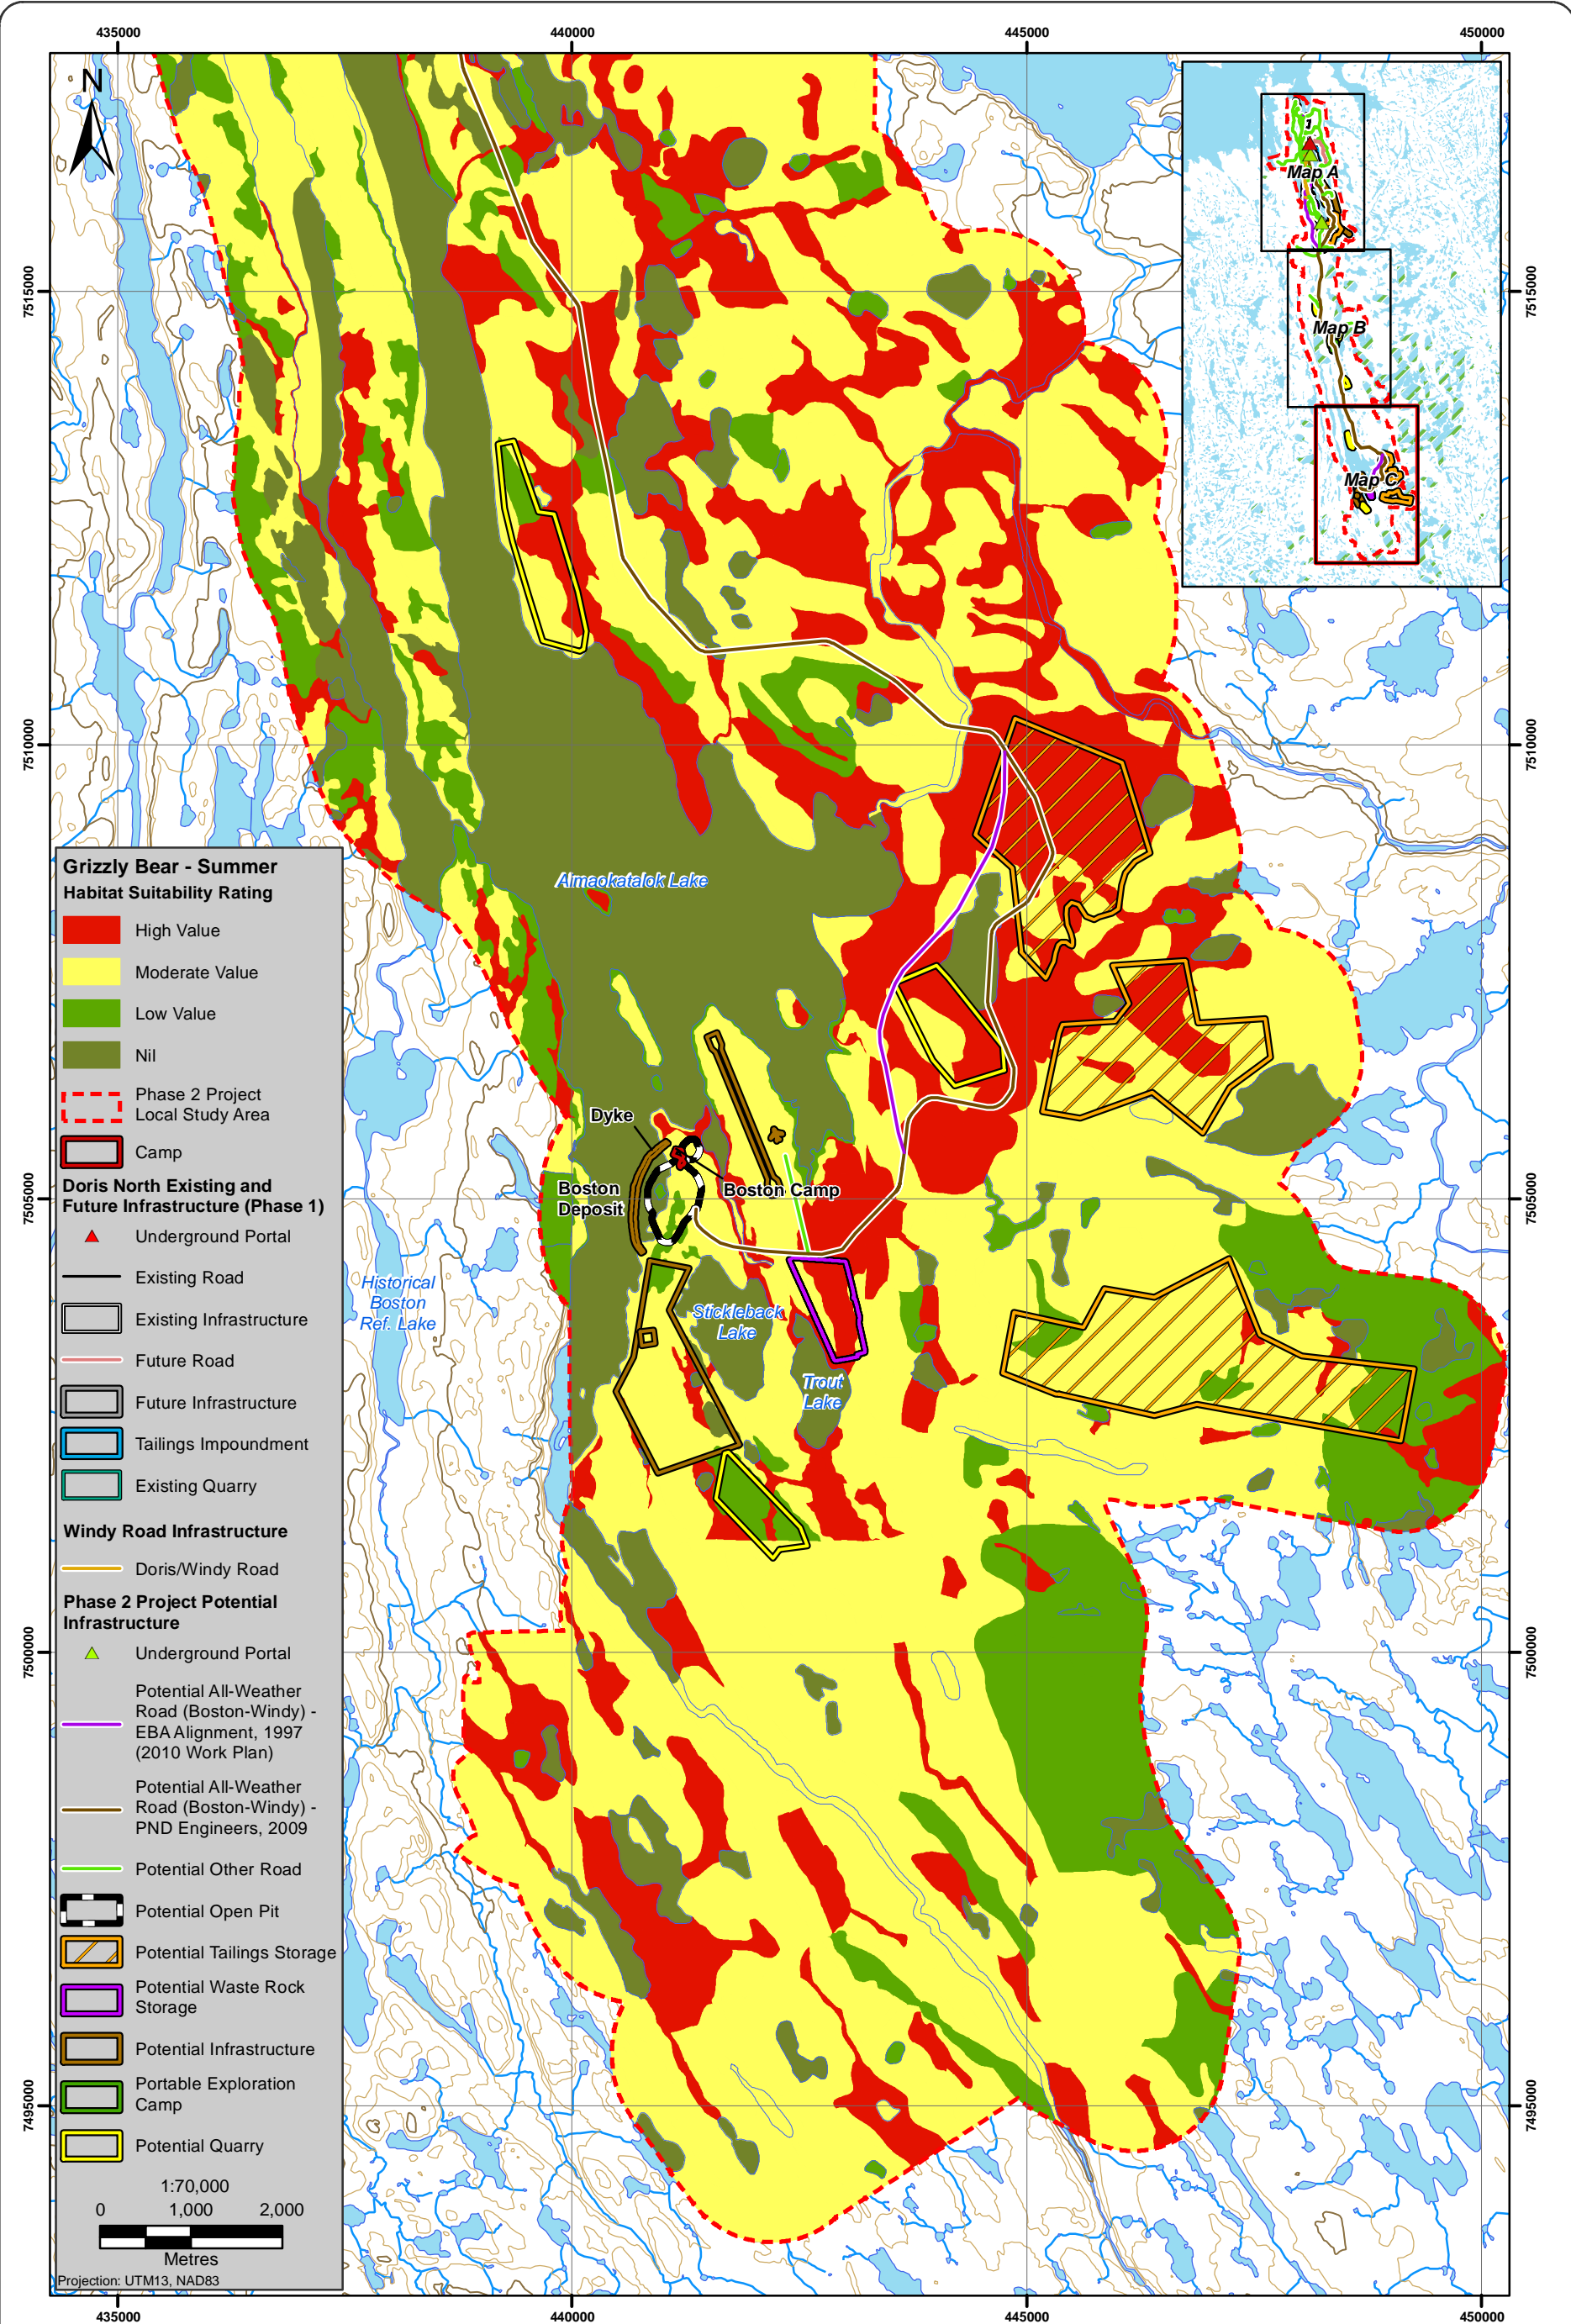 435000
440000
445000
450000
N
1
Map A
Map B
Map C
7515000
7515000
7510000
7510000
Aimaokatalok Lake
Grizzly Bear - Summer
Habitat Suitability Rating
High Value
Moderate Value
Low Value
Nil
Phase 2 Project
Local Study Area
Camp
Doris North Existing and
Future Infrastructure (Phase 1)
Underground Portal
Existing Road
Existing Infrastructure
Future Road
Future Infrastructure
Tailings Impoundment
Existing Quarry
Windy Road Infrastructure
Doris/Windy Road
Phase 2 Project Potential
Infrastructure
Underground Portal
Potential All-Weather
Road (Boston-Windy) -
EBA Alignment, 1997
(2010 Work Plan)
Potential All-Weather
Road (Boston-Windy) -
PND Engineers, 2009
Potential Other Road
Potential Open Pit
Potential Tailings Storage
Potential Waste Rock
Storage
Potential Infrastructure
Portable Exploration
Camp
Potential Quarry
1:70,000
0 1,000 2,000
Metres
Projection: UTM13, NAD83
Dyke
Boston Camp
Boston
Deposit
7505000
Historical
Boston
Ref. Lake
Stickleback
Lake
Trout
Lake
7500000
7500000
7495000
7495000
435000
440000
445000
450000